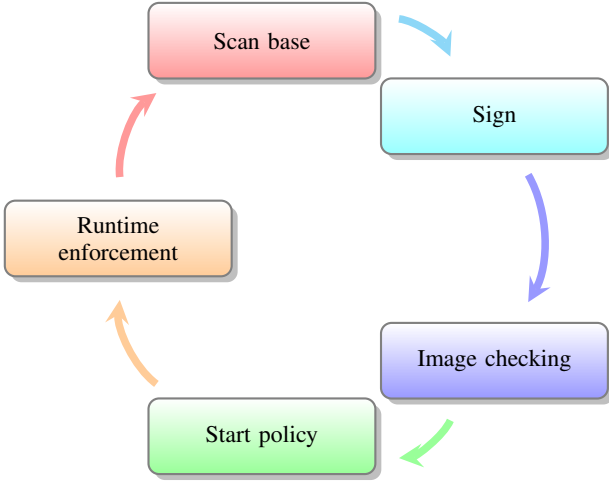 Scan base
Sign
Image checking
Start policy
Runtime
enforcement